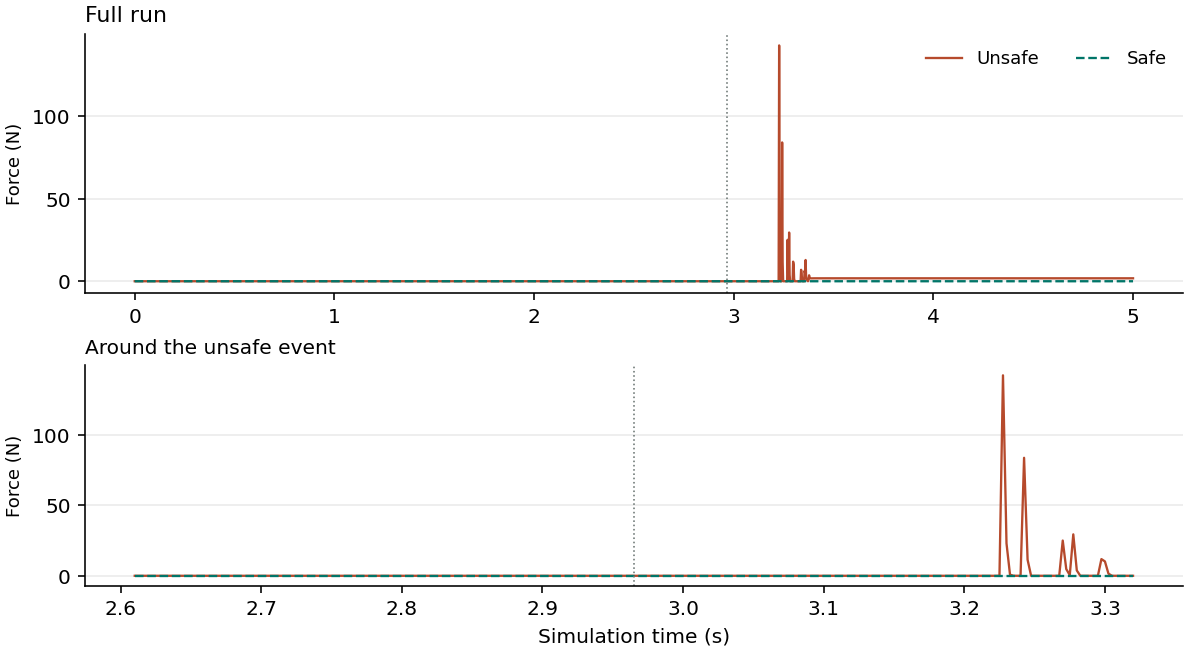 Full run
Force (N)
100
50
0
Unsafe
Safe
0 1 2 3 4 5
Around the unsafe event
Force (N)
100
50
0
2.6 2.7 2.8 2.9 3.0 3.1 3.2 3.3
Simulation time (s)